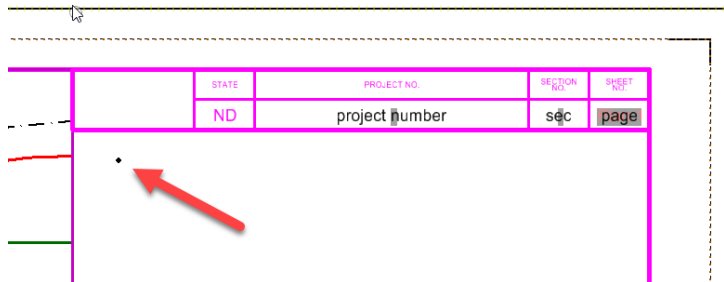 STATE PROJECT NO. SECTION NO. SHEET NO.
ND project number sec page